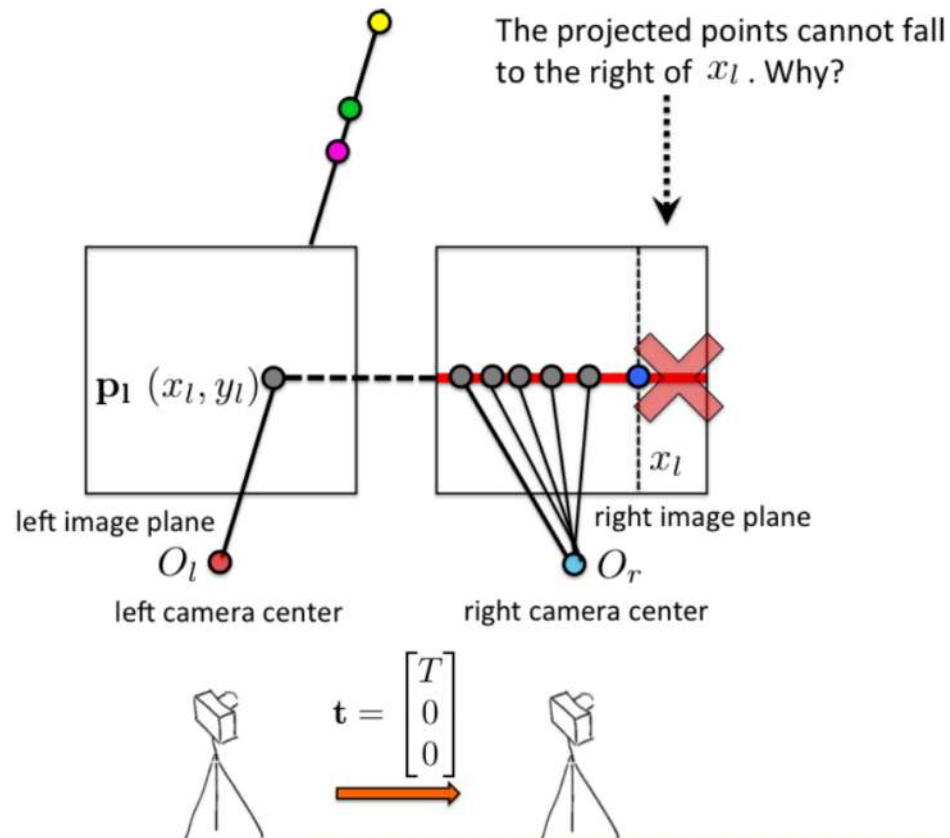 The projected points cannot fall
to the right of x_l . Why?
p_l (x_l, y_l)
x_l
left image plane
right image plane
O_l
O_r
left camera center
right camera center
t = [T 0 0]